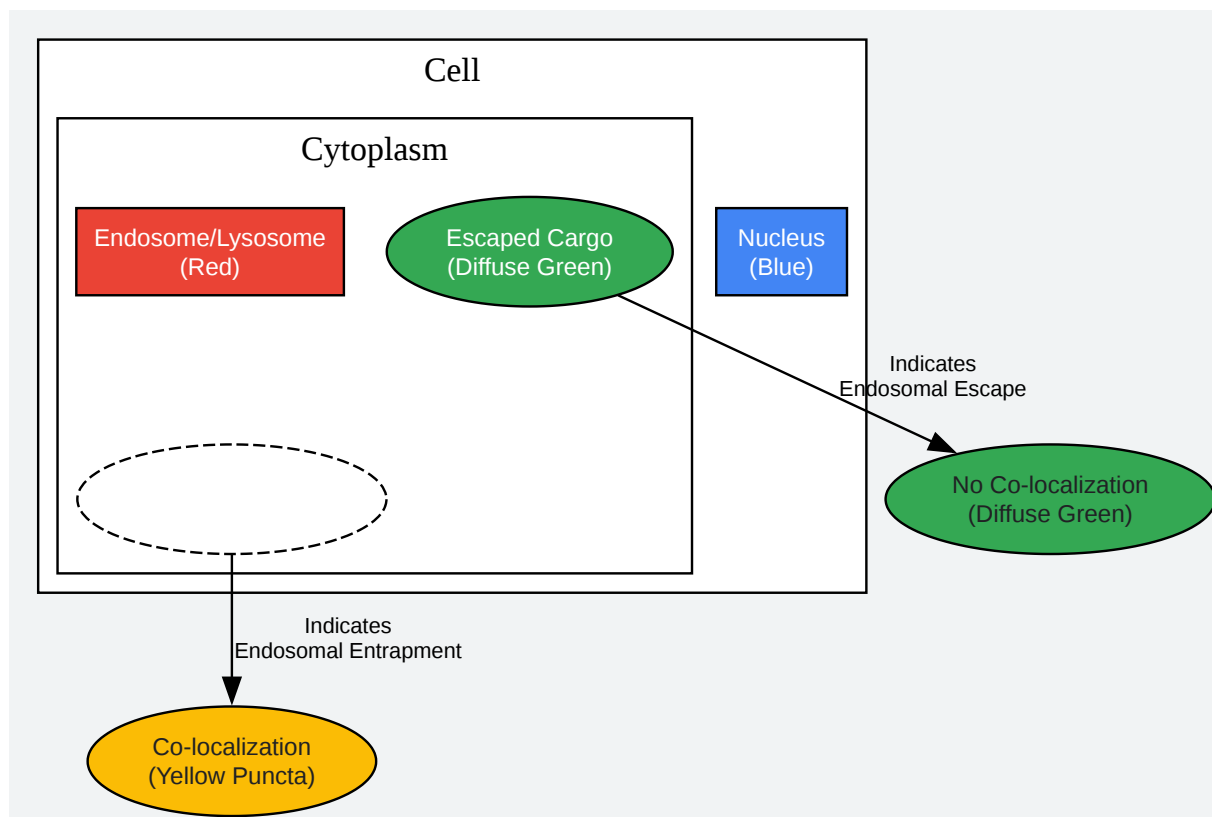 Cell
Cytoplasm
Endosome/Lysosome
(Red)
Escaped Cargo
(Diffuse Green)
Nucleus
(Blue)
Indicates
Endosomal Escape
No Co-localization
(Diffuse Green)
Indicates
Endosomal Entrapment
Co-localization
(Yellow Puncta)